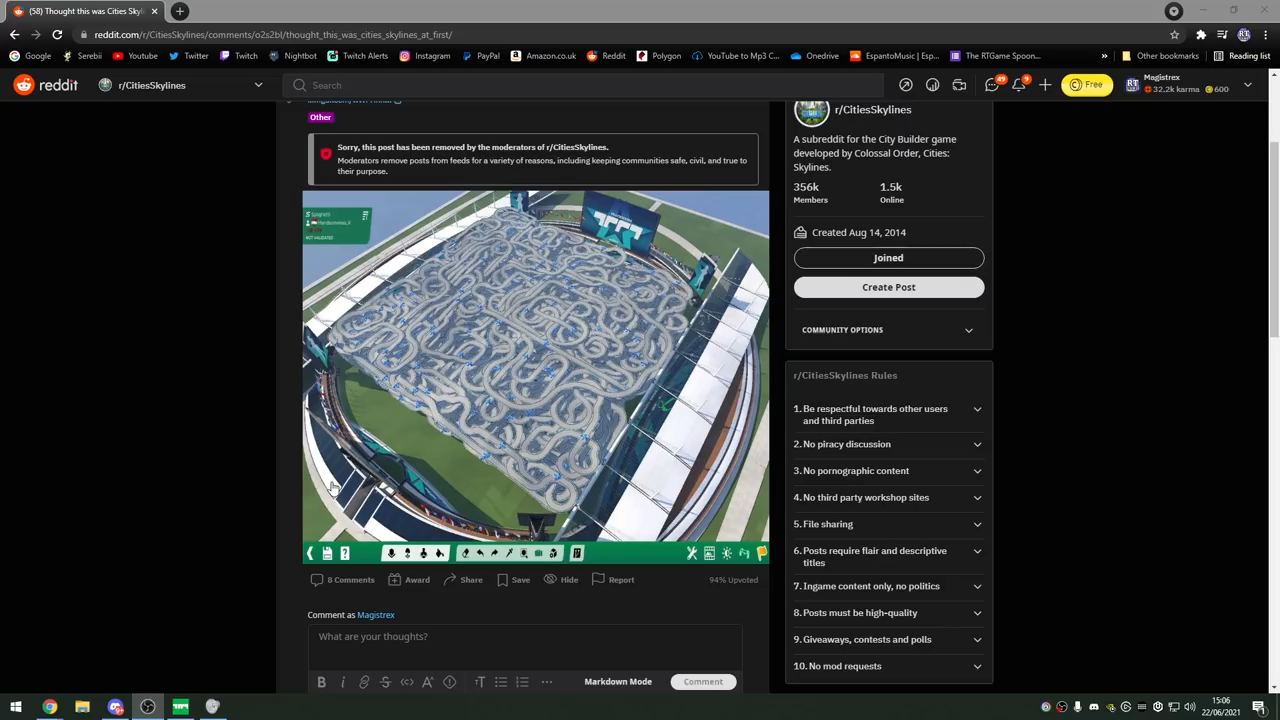 (58) Thought this was Cities Sky
reddit.com/r/CitiesSkylines/comments/o2s2bl/thought_this_was_cities_skylines_at_first/
Google
Serebii
Youtube
Twitter
Twitch
Nightbot
Twitch Alerts
Instagram
PayPal
Amazon.co.uk
Reddit
Polygon
YouTube to Mp3 C...
Onedrive
EspantoMusic | Esp...
The RTGame Spoon...
Other bookmarks
Reading list
reddit
r/CitiesSkylines
Search
49
9
Free
Magistrex
32.2k karma
600
Other
Sorry, this post has been removed by the moderators of r/CitiesSkylines.
Moderators remove posts from feeds for a variety of reasons, including keeping communities safe, civil, and true to
their purpose.
Spaghetti
NOT VALIDATED
8 Comments
Award
Share
Save
Hide
Report
94% Upvoted
Comment as Magistrex
What are your thoughts?
Markdown Mode
Comment
r/CitiesSkylines
A subreddit for the City Builder game
developed by Colossal Order, Cities:
Skylines.
356k
1.5k
Members
Online
Created Aug 14, 2014
Joined
Create Post
COMMUNITY OPTIONS
r/CitiesSkylines Rules
1. Be respectful towards other users
and third parties
2. No piracy discussion
3. No pornographic content
4. No third party workshop sites
5. File sharing
6. Posts require flair and descriptive
titles
7. Ingame content only, no politics
8. Posts must be high-quality
9. Giveaways, contests and polls
10. No mod requests
15:06
22/06/2021